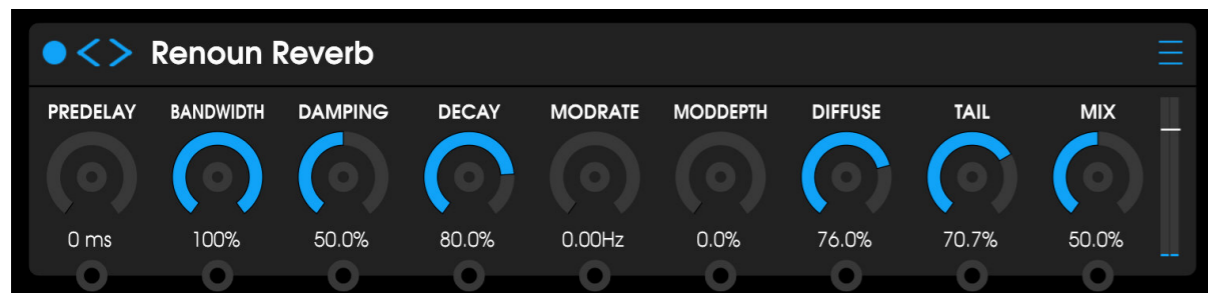 Renoun Reverb
PREDELAY BANDWIDTH DAMPING DECAY MODRATE MODDEPTH DIFFUSE TAIL MIX
0 ms 100% 50.0% 80.0% 0.00Hz 0.0% 76.0% 70.7% 50.0%